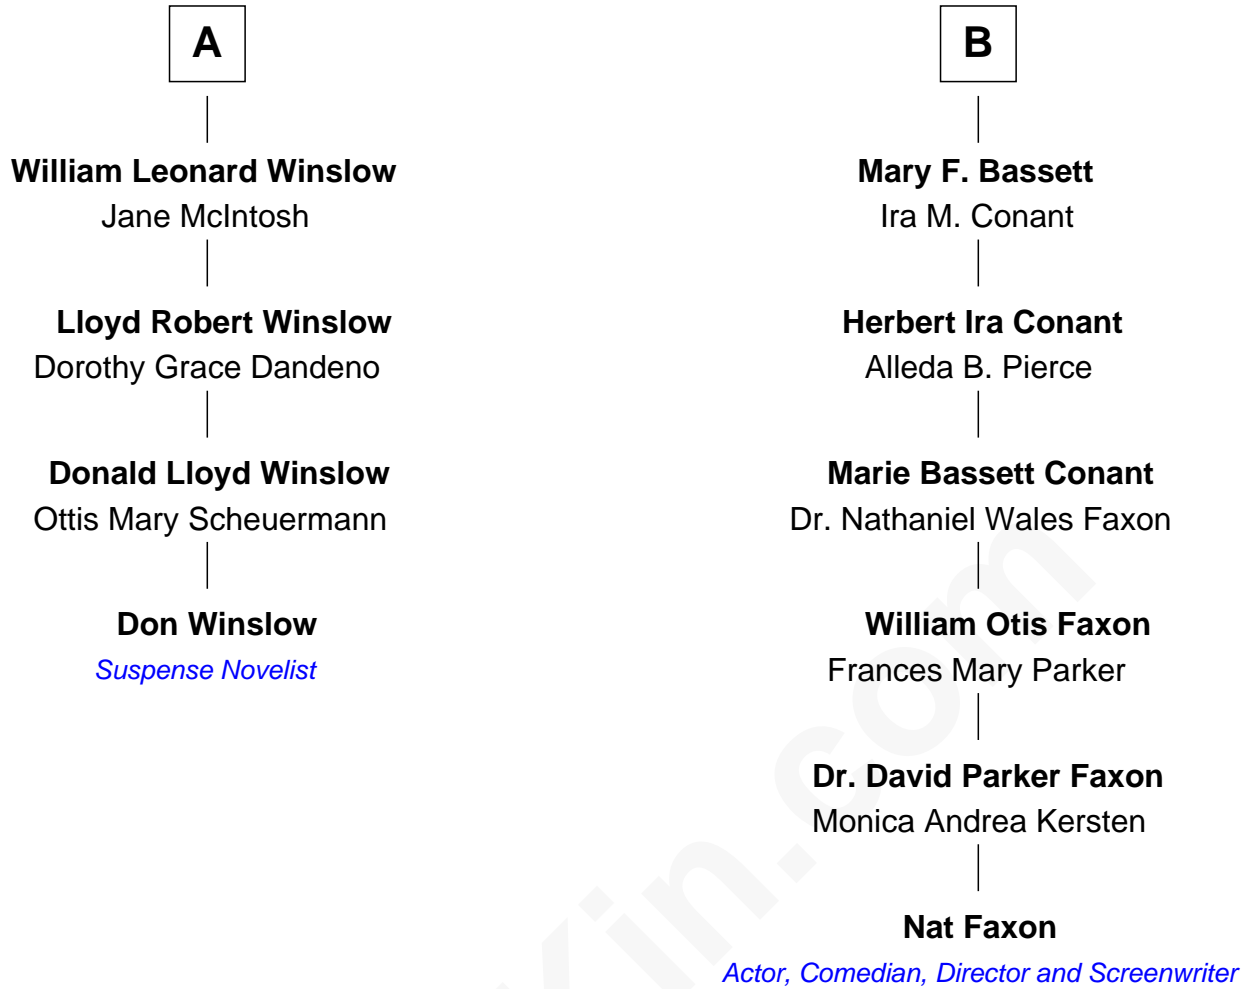 A
William Leonard Winslow
Jane McIntosh
Lloyd Robert Winslow
Dorothy Grace Dandeno
Donald Lloyd Winslow
Ottis Mary Scheuermann
Don Winslow
Suspense Novelist
B
Mary F. Bassett
Ira M. Conant
Herbert Ira Conant
Alleda B. Pierce
Marie Bassett Conant
Dr. Nathaniel Wales Faxon
William Otis Faxon
Frances Mary Parker
Dr. David Parker Faxon
Monica Andrea Kersten
Nat Faxon
Actor, Comedian, Director and Screenwriter
Kin.com